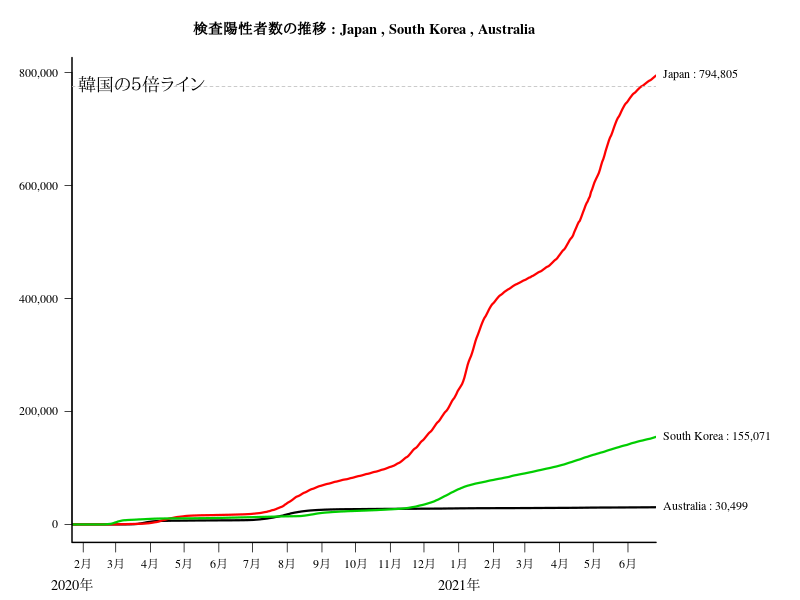 検査陽性者数の推移 : Japan , South Korea , Australia
800,000
韓国の5倍ライン
Japan : 794,805
600,000
400,000
200,000
South Korea : 155,071
Australia : 30,499
0
2月 3月 4月 5月 6月 7月 8月 9月 10月 11月 12月 1月 2月 3月 4月 5月 6月
2020年 2021年